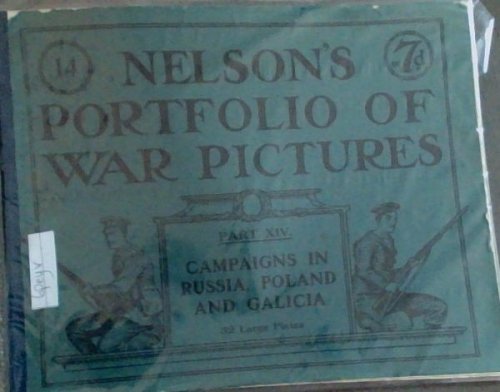 14
NELSON'S
7d
PORTFOLIO OF
WAR PICTURES
PART XIV.
CAMPAIGNS IN
RUSSIA, POLAND
AND GALICIA
32 Large Plates